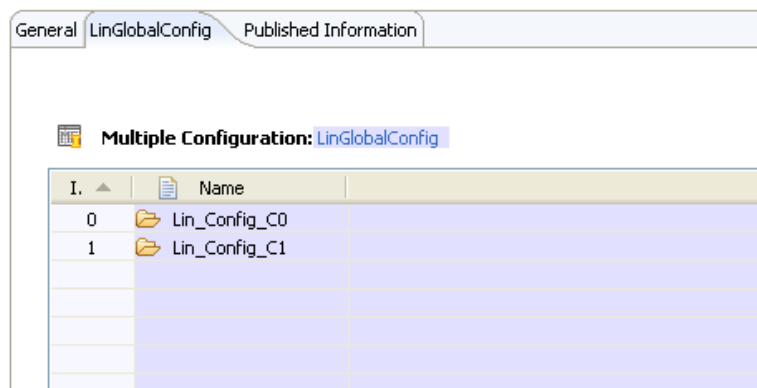 General LinGlobalConfig Published Information
Multiple Configuration: LinGlobalConfig
I. Name
0 Lin_Config_C0
1 Lin_Config_C1